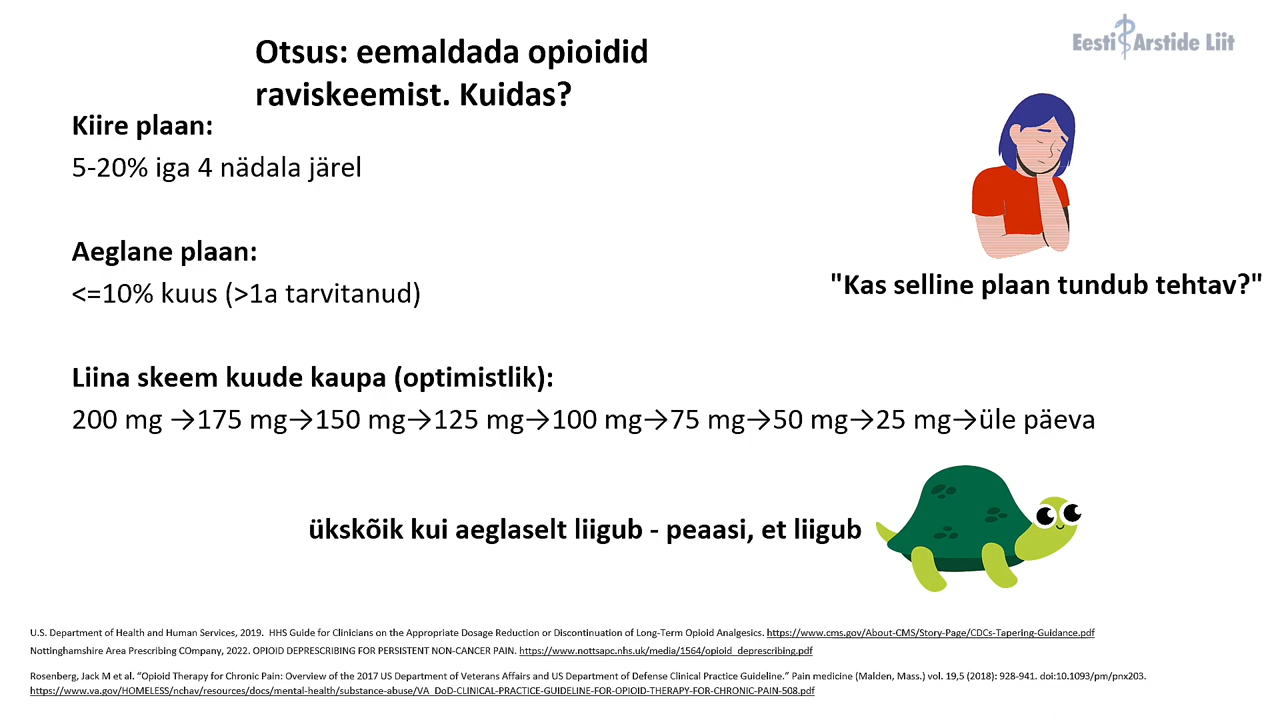 Eesti Arstide Liit
Otsus: eemaldada opioidid
raviskeemist. Kuidas?
Kiire plaan:
5-20% iga 4 nädala järel
Aeglane plaan:
<=10% kuus (>1a tarvitanud)
"Kas selline plaan tundub tehtav?"
Liina skeem kuude kaupa (optimistlik):
200 mg →175 mg→150 mg→125 mg→100 mg→75 mg→50 mg→25 mg→üle päeva
ükskõik kui aeglaselt liigub - peaasi, et liigub
U.S. Department of Health and Human Services, 2019. HHS Guide for Clinicians on the Appropriate Dosage Reduction or Discontinuation of Long-Term Opioid Analgesics. https://www.cms.gov/About-CMS/Story-Page/CDCs-Tapering-Guidance.pdf
Nottinghamshire Area Prescribing COmpany, 2022. OPIOID DEPRESCRIBING FOR PERSISTENT NON-CANCER PAIN. https://www.nottsapc.nhs.uk/media/1564/opioid_deprescribing.pdf
Rosenberg, Jack M et al. “Opioid Therapy for Chronic Pain: Overview of the 2017 US Department of Veterans Affairs and US Department of Defense Clinical Practice Guideline.” Pain medicine (Malden, Mass.) vol. 19,5 (2018): 928-941. doi:10.1093/pm/pnx203.
https://www.va.gov/HOMELESS/nchav/resources/docs/mental-health/substance-abuse/VA_DoD-CLINICAL-PRACTICE-GUIDELINE-FOR-OPIOID-THERAPY-FOR-CHRONIC-PAIN-508.pdf